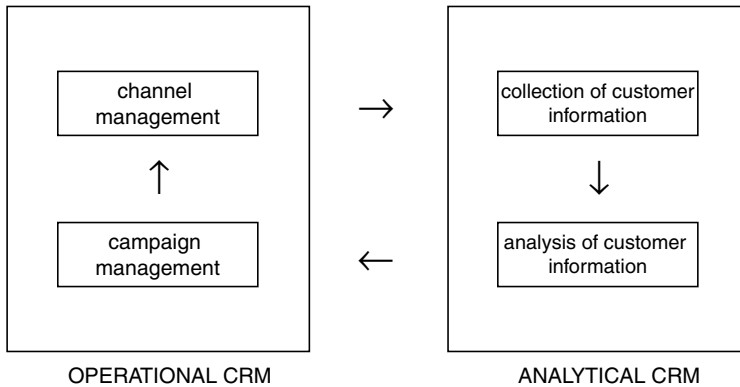 channel
management
collection of customer
information
campaign
management
analysis of customer
information
OPERATIONAL CRM
ANALYTICAL CRM